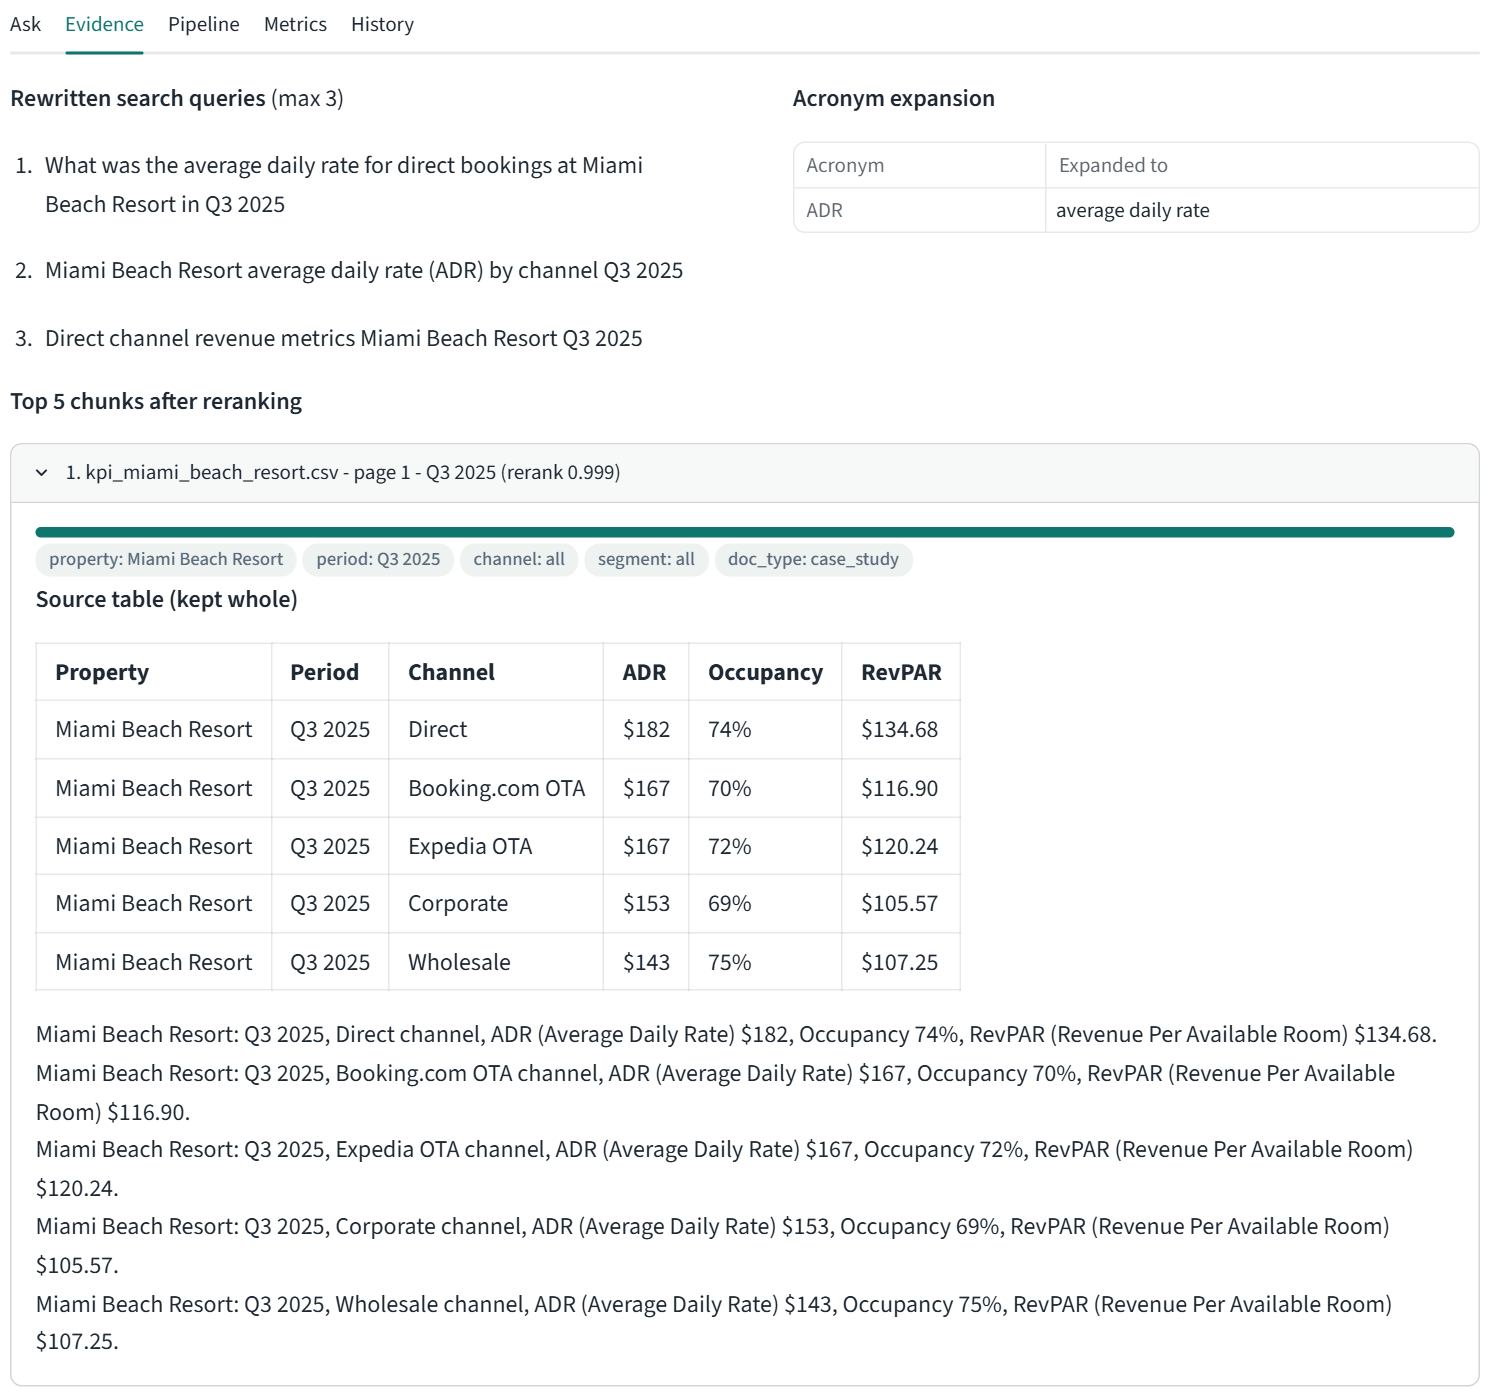 Ask Evidence Pipeline Metrics History
Rewritten search queries (max 3)
1. What was the average daily rate for direct bookings at Miami
Beach Resort in Q3 2025
2. Miami Beach Resort average daily rate (ADR) by channel Q3 2025
3. Direct channel revenue metrics Miami Beach Resort Q3 2025
Acronym expansion
Acronym Expanded to
ADR average daily rate
Top 5 chunks after reranking
1. kpi_miami_beach_resort.csv - page 1 - Q3 2025 (rerank 0.999)
property: Miami Beach Resort period: Q3 2025 channel: all segment: all doc_type: case_study
Source table (kept whole)
Property Period Channel ADR Occupancy RevPAR
Miami Beach Resort Q3 2025 Direct $182 74% $134.68
Miami Beach Resort Q3 2025 Booking.com OTA $167 70% $116.90
Miami Beach Resort Q3 2025 Expedia OTA $167 72% $120.24
Miami Beach Resort Q3 2025 Corporate $153 69% $105.57
Miami Beach Resort Q3 2025 Wholesale $143 75% $107.25
Miami Beach Resort: Q3 2025, Direct channel, ADR (Average Daily Rate) $182, Occupancy 74%, RevPAR (Revenue Per Available Room) $134.68.
Miami Beach Resort: Q3 2025, Booking.com OTA channel, ADR (Average Daily Rate) $167, Occupancy 70%, RevPAR (Revenue Per Available
Room) $116.90.
Miami Beach Resort: Q3 2025, Expedia OTA channel, ADR (Average Daily Rate) $167, Occupancy 72%, RevPAR (Revenue Per Available Room)
$120.24.
Miami Beach Resort: Q3 2025, Corporate channel, ADR (Average Daily Rate) $153, Occupancy 69%, RevPAR (Revenue Per Available Room)
$105.57.
Miami Beach Resort: Q3 2025, Wholesale channel, ADR (Average Daily Rate) $143, Occupancy 75%, RevPAR (Revenue Per Available Room)
$107.25.